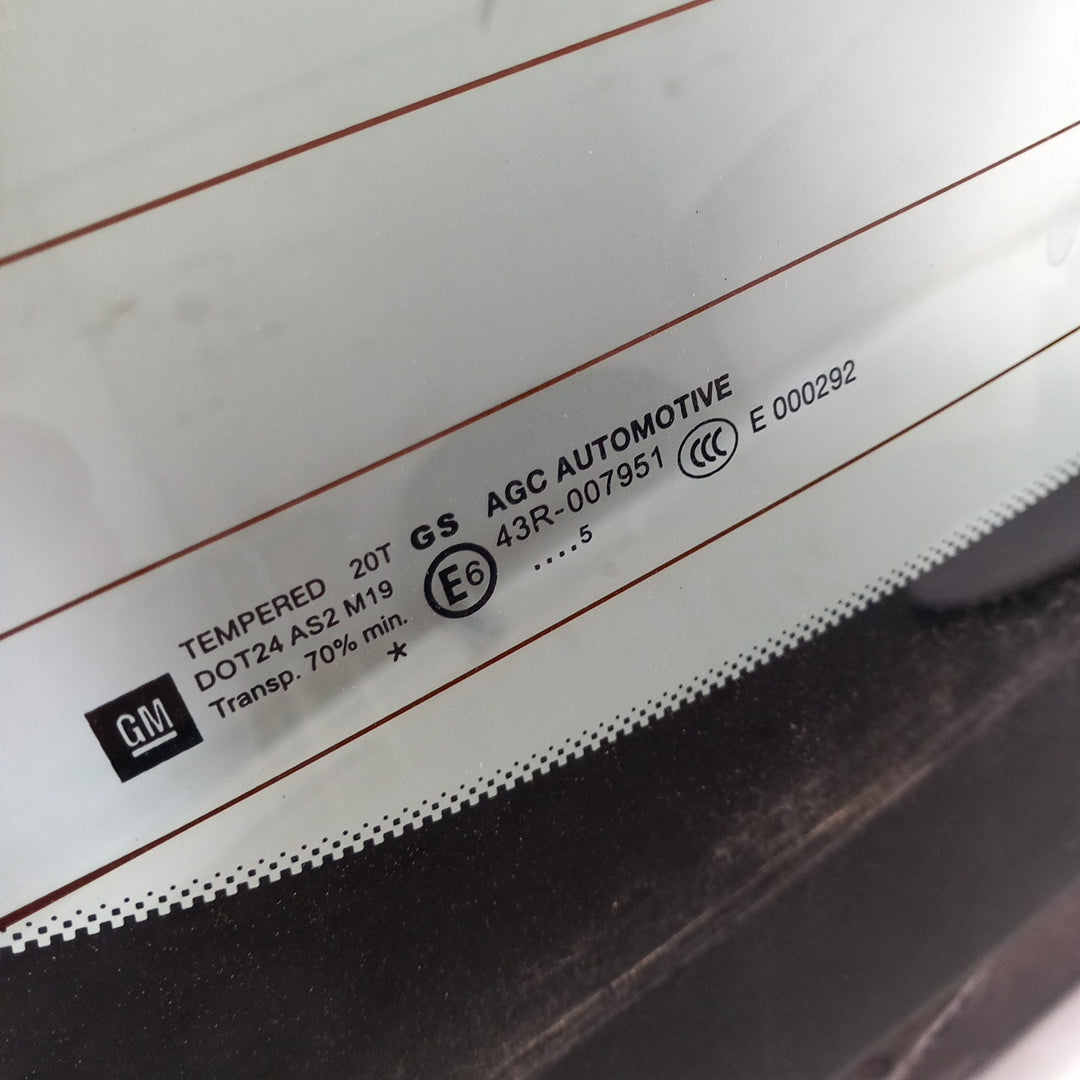 GM
TEMPERED 20T GS AGC AUTOMOTIVE
DOT24 AS2 M19 E6 43R-007951 CCC E 000292
Transp. 70% min. ....5
*